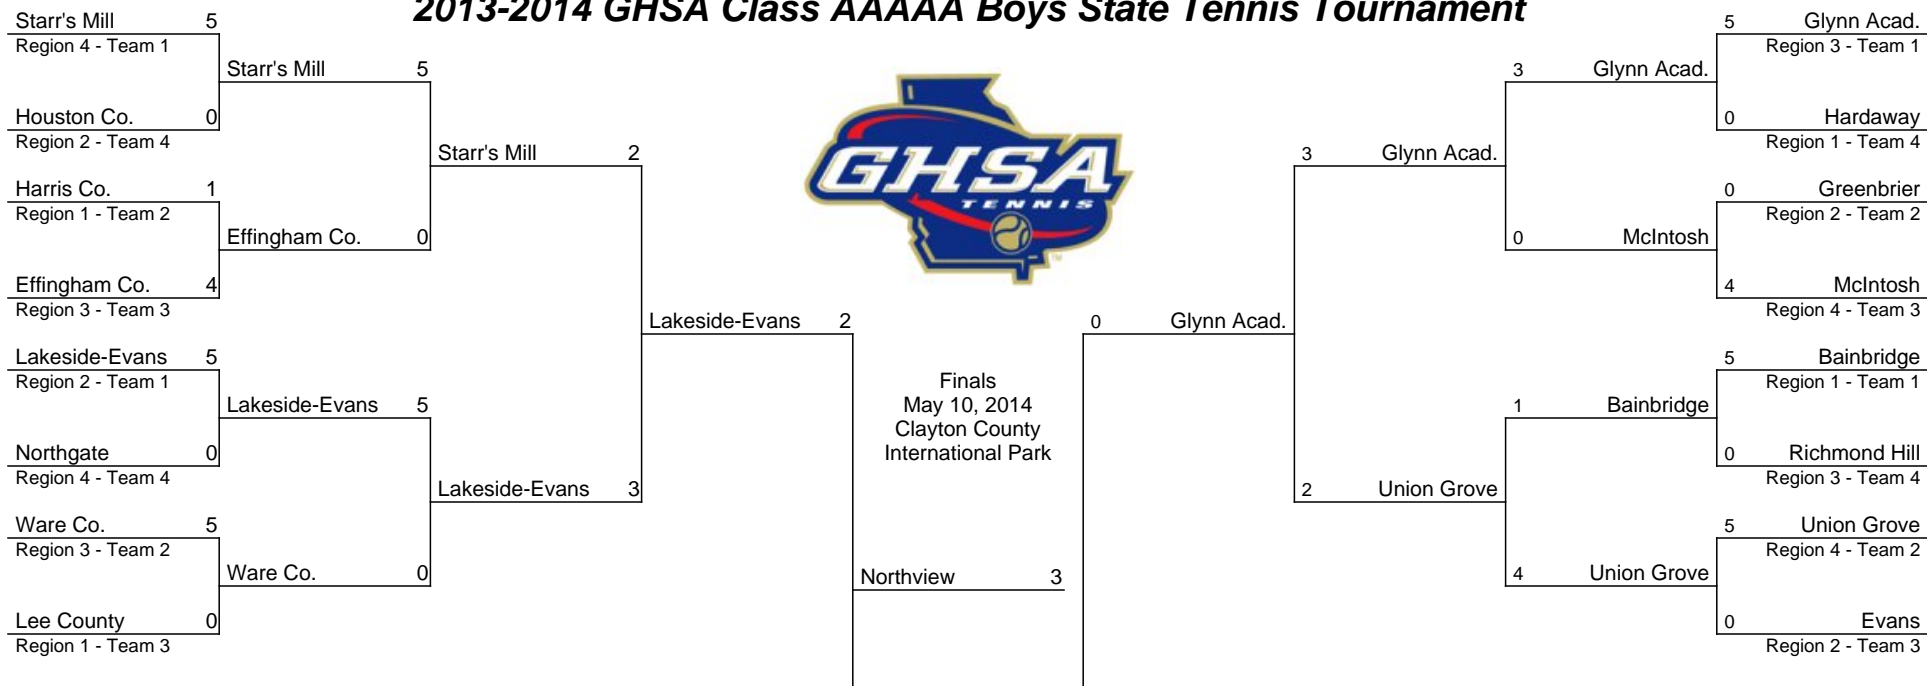 2013-2014 GHSA Class AAAAA Boys State Tennis Tournament
Starr's Mill 5
Region 4 - Team 1
Starr's Mill 5
Houston Co. 0
Region 2 - Team 4
Starr's Mill 2
Harris Co. 1
Region 1 - Team 2
Effingham Co. 0
Effingham Co. 4
Region 3 - Team 3
Lakeside-Evans 2
Lakeside-Evans 5
Region 2 - Team 1
Lakeside-Evans 5
Northgate 0
Region 4 - Team 4
Lakeside-Evans 3
Ware Co. 5
Region 3 - Team 2
Ware Co. 0
Lee County 0
Region 1 - Team 3
GHSA
TENNIS
TM
Finals
May 10, 2014
Clayton County
International Park
Northview 3
5 Glynn Acad.
Region 3 - Team 1
3 Glynn Acad.
0 Hardaway
Region 1 - Team 4
3 Glynn Acad.
0 Greenbrier
Region 2 - Team 2
0 McIntosh
4 McIntosh
Region 4 - Team 3
0 Glynn Acad.
5 Bainbridge
Region 1 - Team 1
1 Bainbridge
0 Richmond Hill
Region 3 - Team 4
2 Union Grove
5 Union Grove
Region 4 - Team 2
4 Union Grove
0 Evans
Region 2 - Team 3